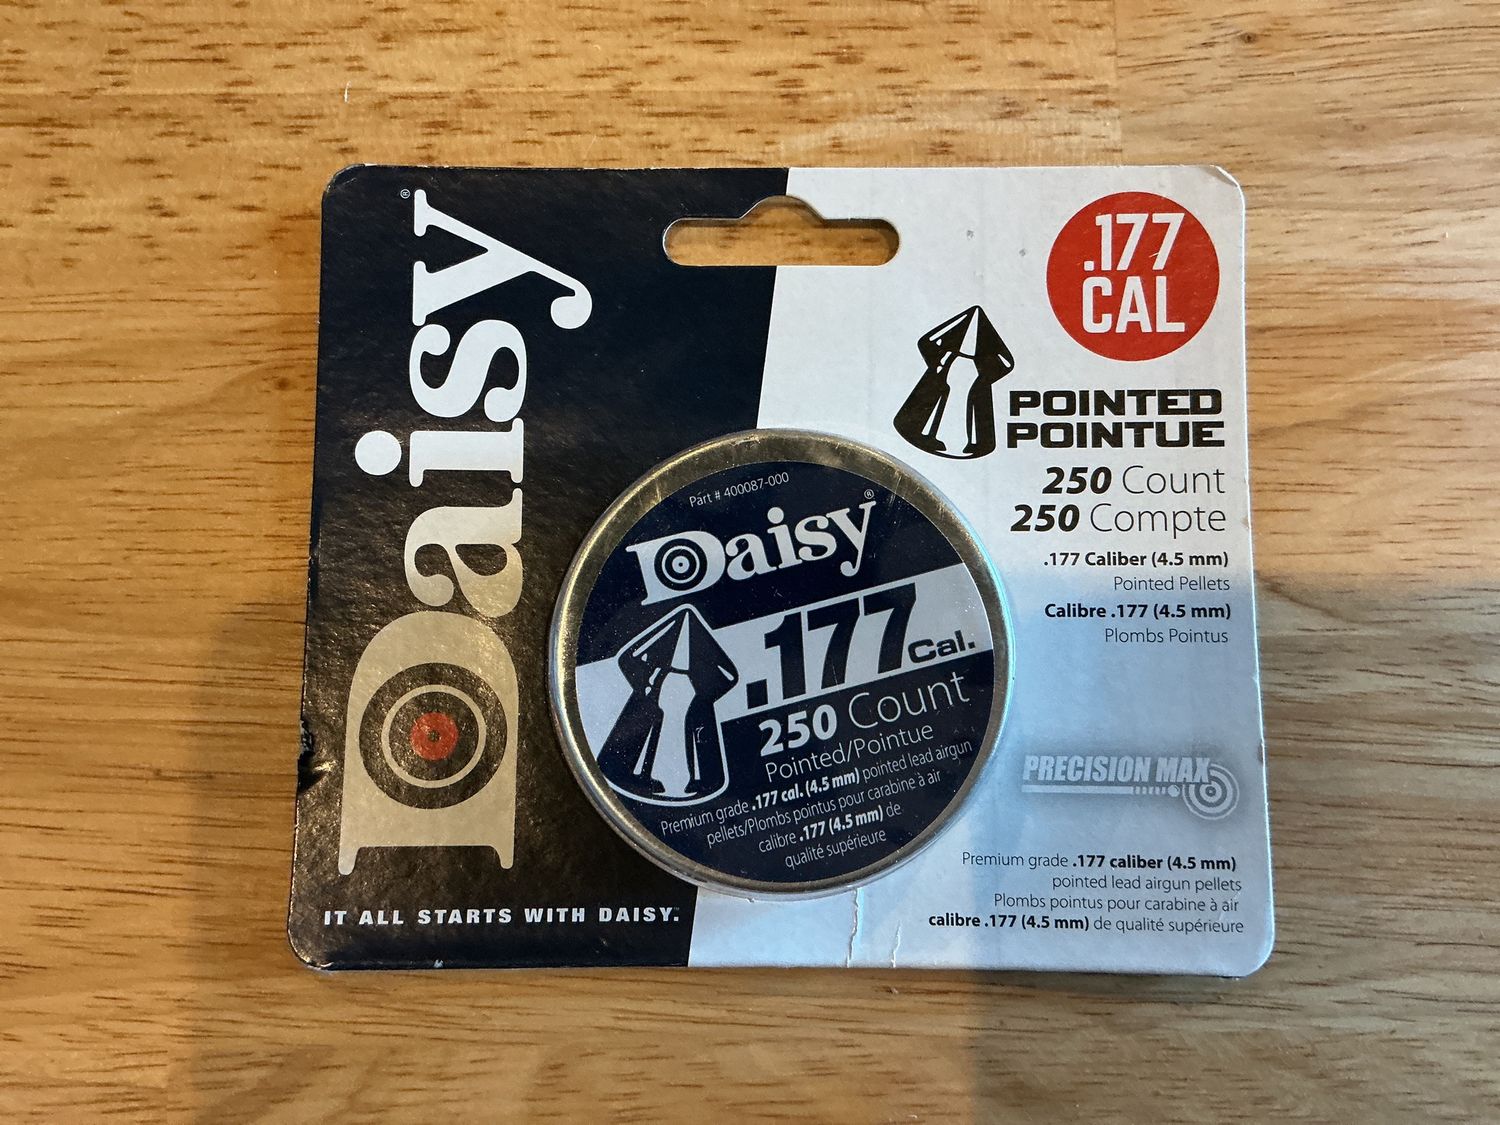 Daisy®
IT ALL STARTS WITH DAISY.™
.177
CAL
POINTED
POINTUE
250 Count
250 Compte
.177 Caliber (4.5 mm)
Pointed Pellets
Calibre .177 (4.5 mm)
Plombs Pointus
PRECISION MAX
Premium grade .177 caliber (4.5 mm)
pointed lead airgun pellets
Plombs pointus pour carabine à air
calibre .177 (4.5 mm) de qualité supérieure
Part # 400087-000
Daisy®
.177 Cal.
250 Count
Pointed/Pointue
Premium grade .177 cal. (4.5 mm) pointed lead airgun
pellets/Plombs pointus pour carabine à air
calibre .177 (4.5 mm) de
qualité supérieure